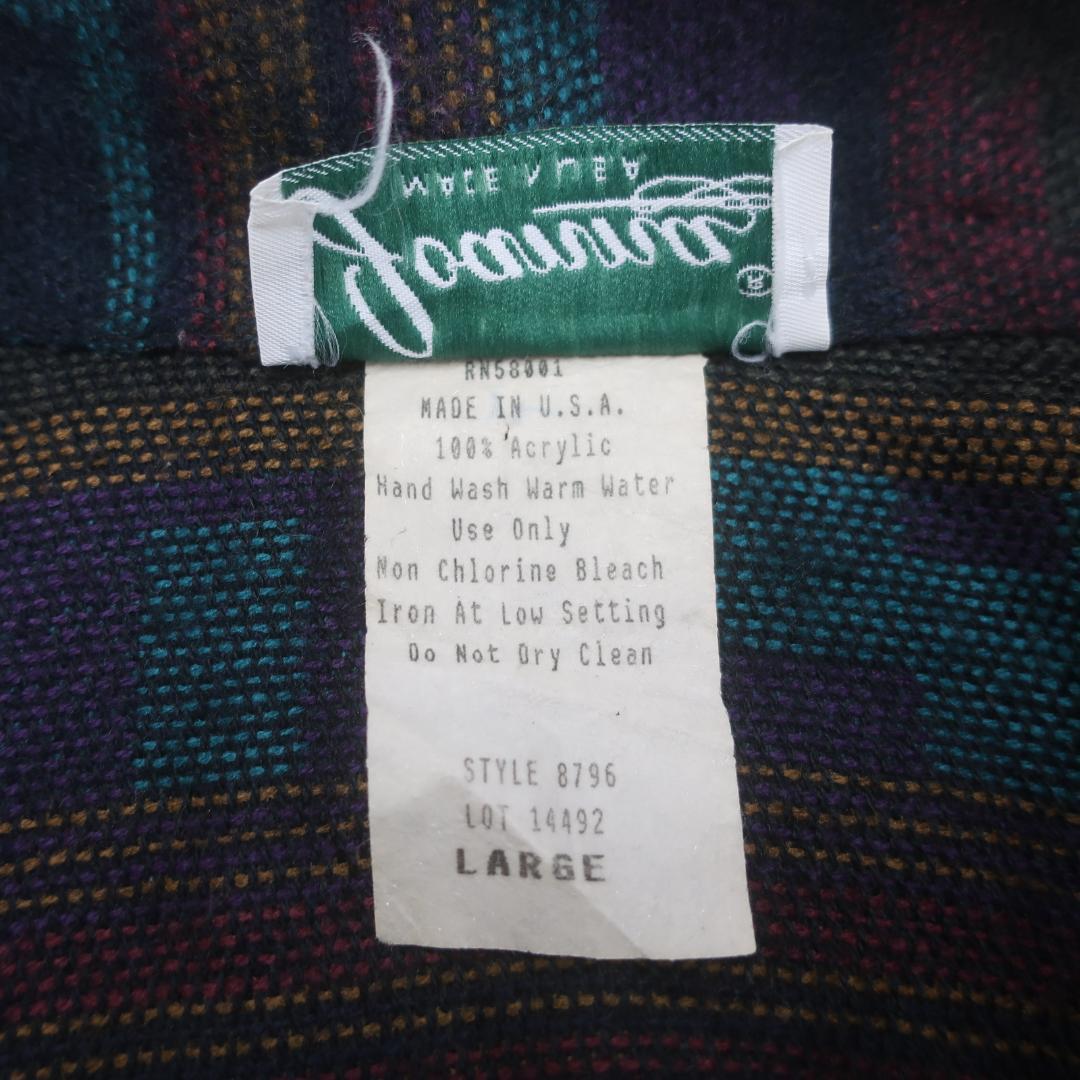 RN58001
MADE IN U.S.A.
100% Acrylic
Hand Wash Warm Water
Use Only
Non Chlorine Bleach
Iron At Low Setting
Do Not Dry Clean
STYLE 8796
LOT 14492
LARGE